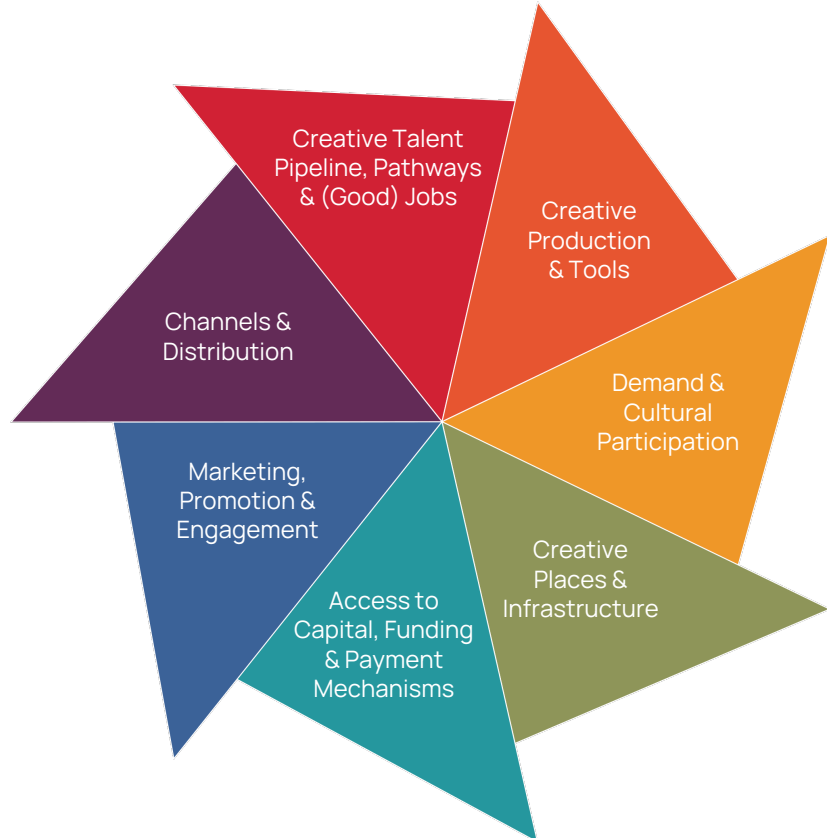 Creative Talent
Pipeline, Pathways
& (Good) Jobs
Creative
Production
& Tools
Demand &
Cultural
Participation
Creative
Places &
Infrastructure
Access to
Capital, Funding
& Payment
Mechanisms
Marketing,
Promotion &
Engagement
Channels &
Distribution